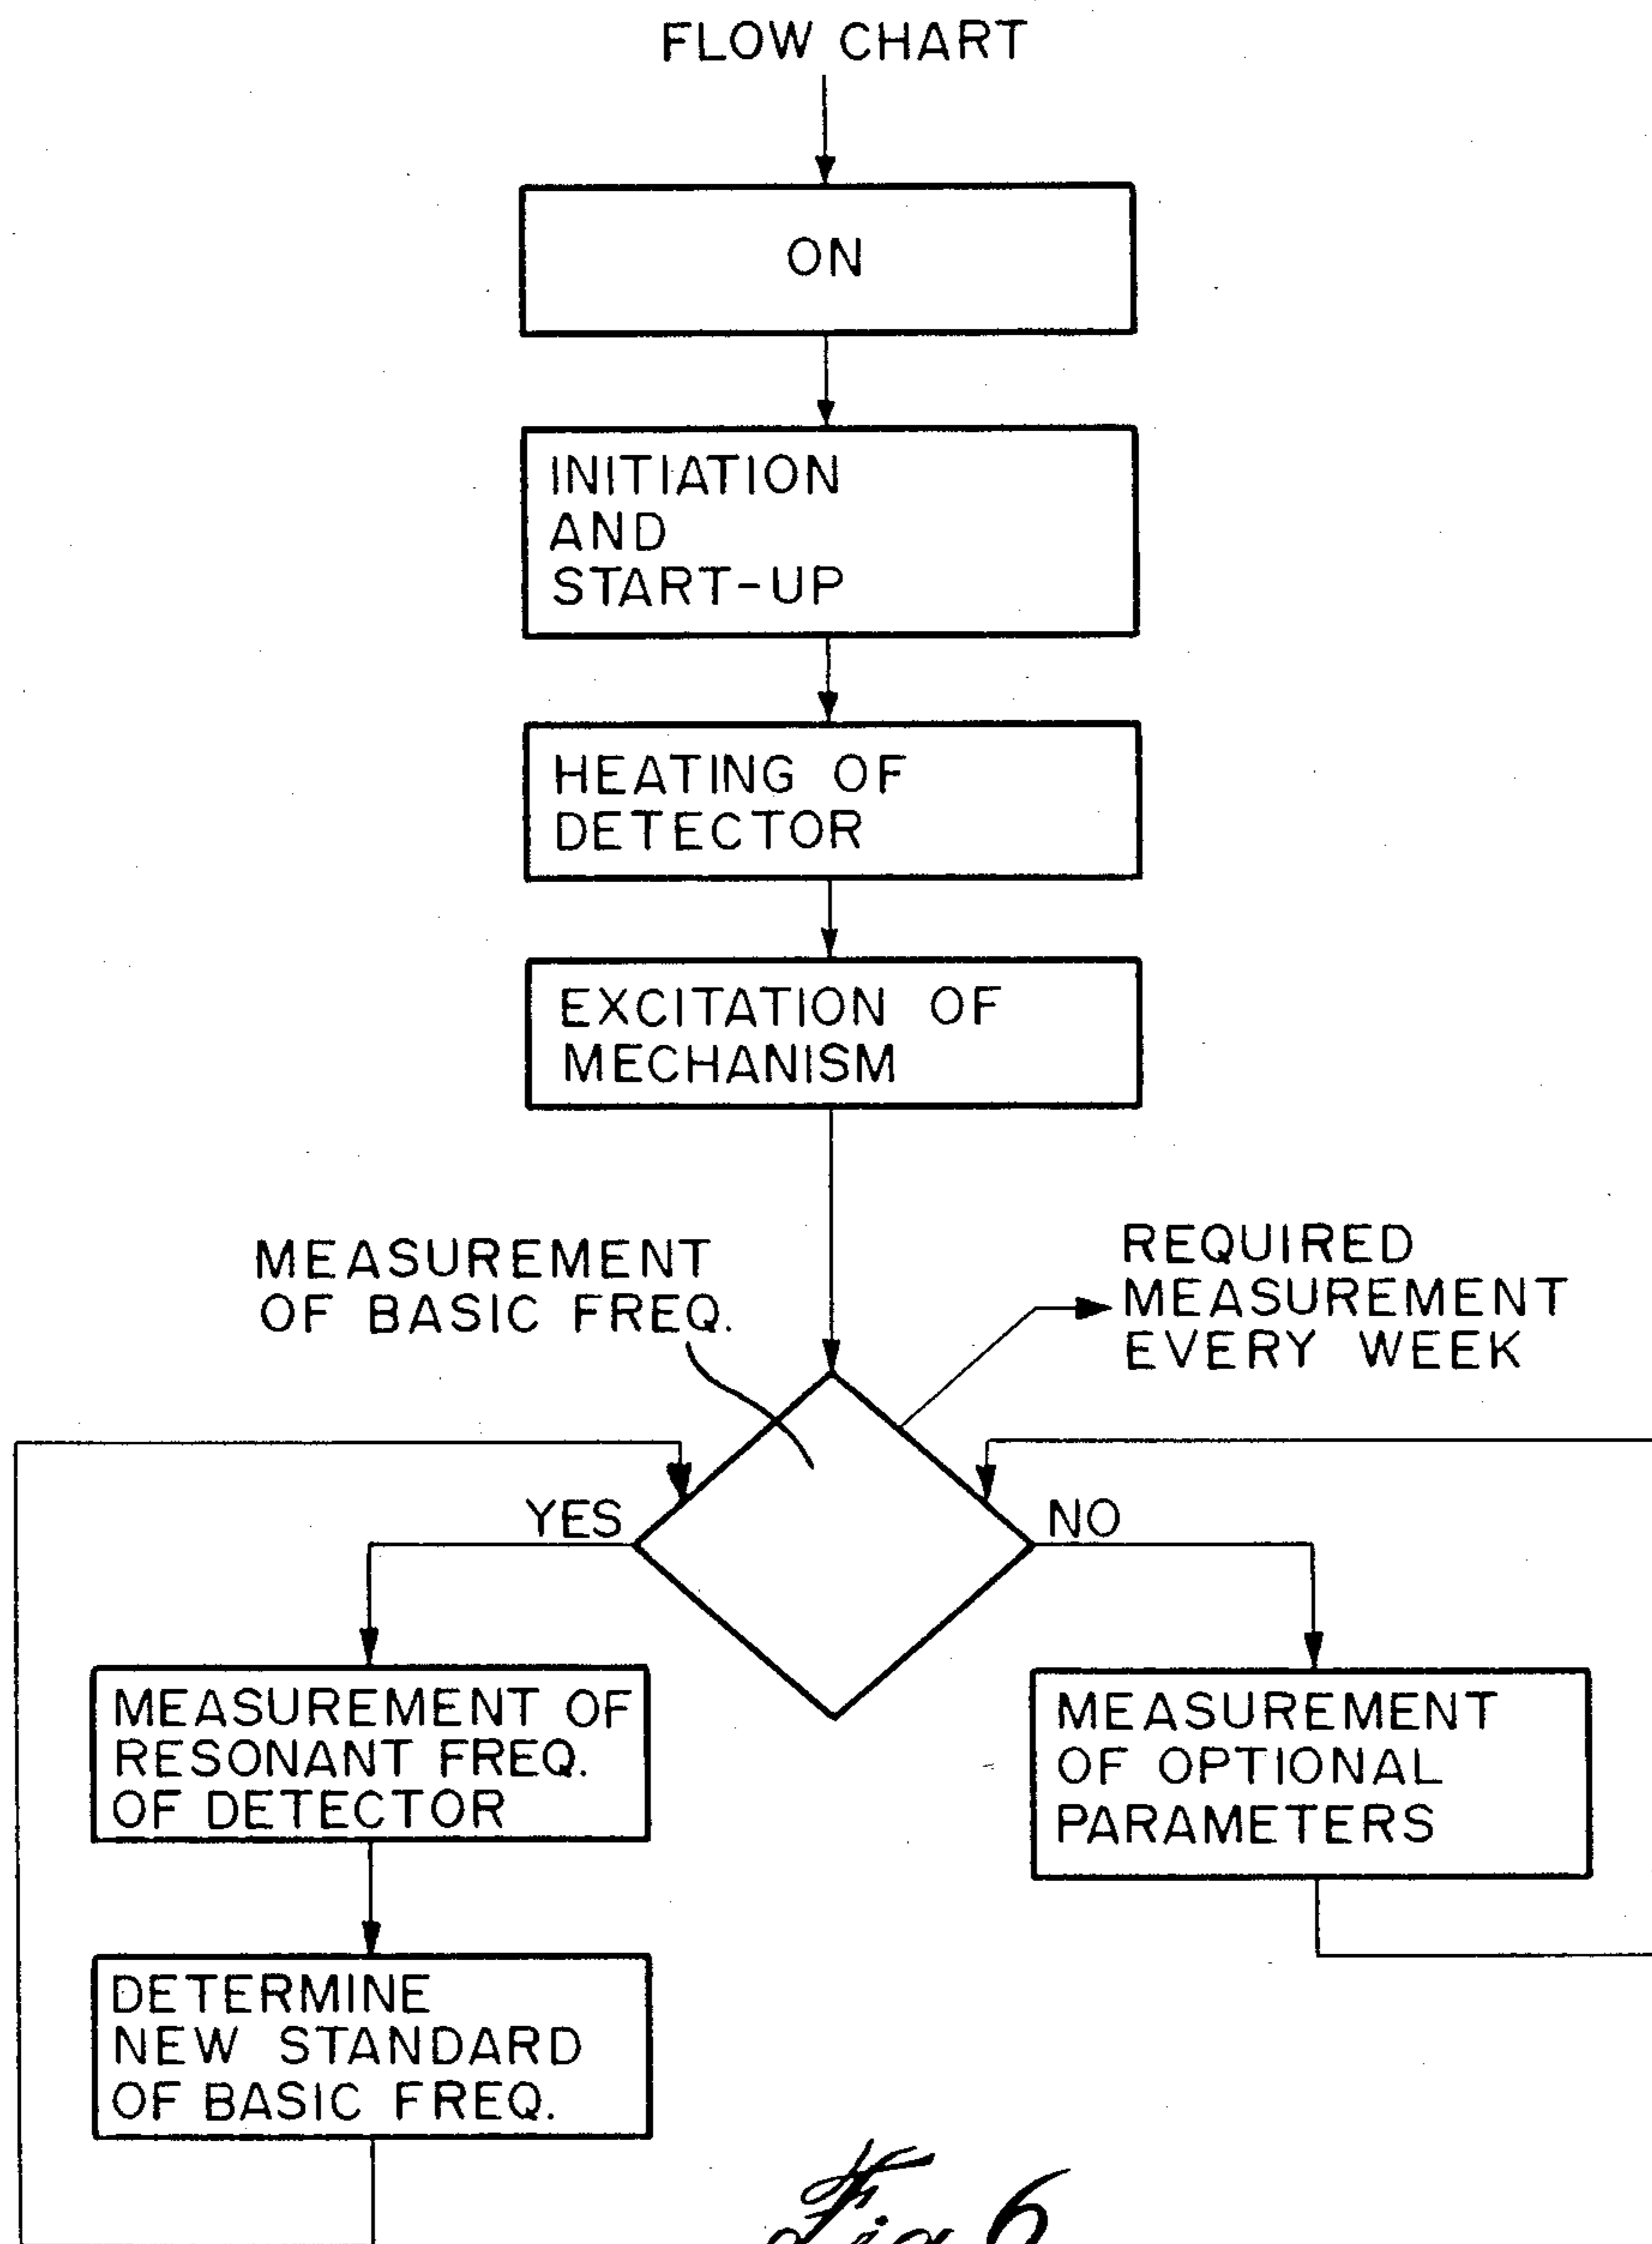 FLOW CHART
ON
INITIATION
AND
START-UP
HEATING OF
DETECTOR
EXCITATION OF
MECHANISM
MEASUREMENT
OF BASIC FREQ.
REQUIRED
MEASUREMENT
EVERY WEEK
YES
NO
MEASUREMENT OF
RESONANT FREQ.
OF DETECTOR
MEASUREMENT
OF OPTIONAL
PARAMETERS
DETERMINE
NEW STANDARD
OF BASIC FREQ.
Fig 6